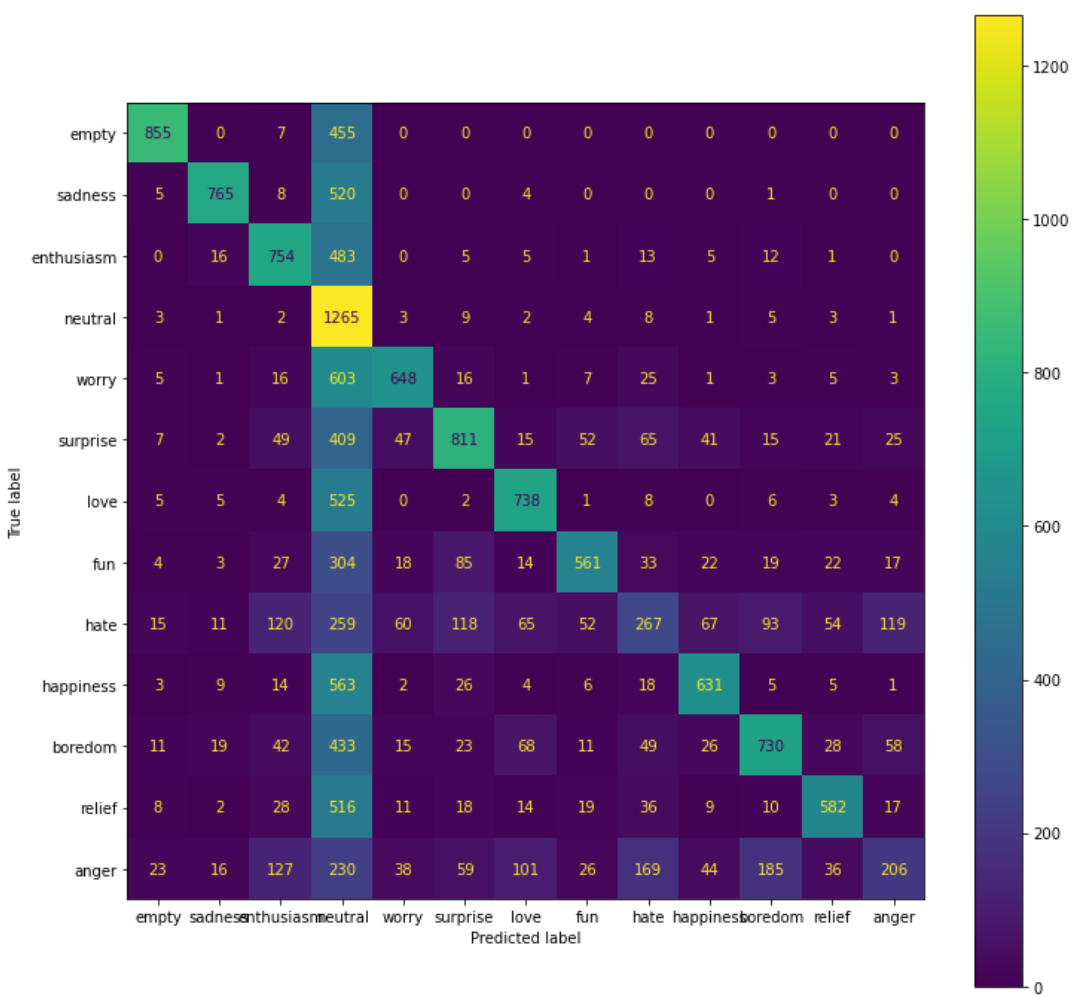 1200
1000
800
600
400
200
0
True label
empty 855 0 7 455 0 0 0 0 0 0 0 0 0
sadness 5 765 8 520 0 0 4 0 0 0 1 0 0
enthusiasm 0 16 754 483 0 5 5 1 13 5 12 1 0
neutral 3 1 2 1265 3 9 2 4 8 1 5 3 1
worry 5 1 16 603 648 16 1 7 25 1 3 5 3
surprise 7 2 49 409 47 811 15 52 65 41 15 21 25
love 5 5 4 525 0 2 738 1 8 0 6 3 4
fun 4 3 27 304 18 85 14 561 33 22 19 22 17
hate 15 11 120 259 60 118 65 52 267 67 93 54 119
happiness 3 9 14 563 2 26 4 6 18 631 5 5 1
boredom 11 19 42 433 15 23 68 11 49 26 730 28 58
relief 8 2 28 516 11 18 14 19 36 9 10 582 17
anger 23 16 127 230 38 59 101 26 169 44 185 36 206
empty sadness enthusiasm neutral worry surprise love fun hate happiness boredom relief anger
Predicted label